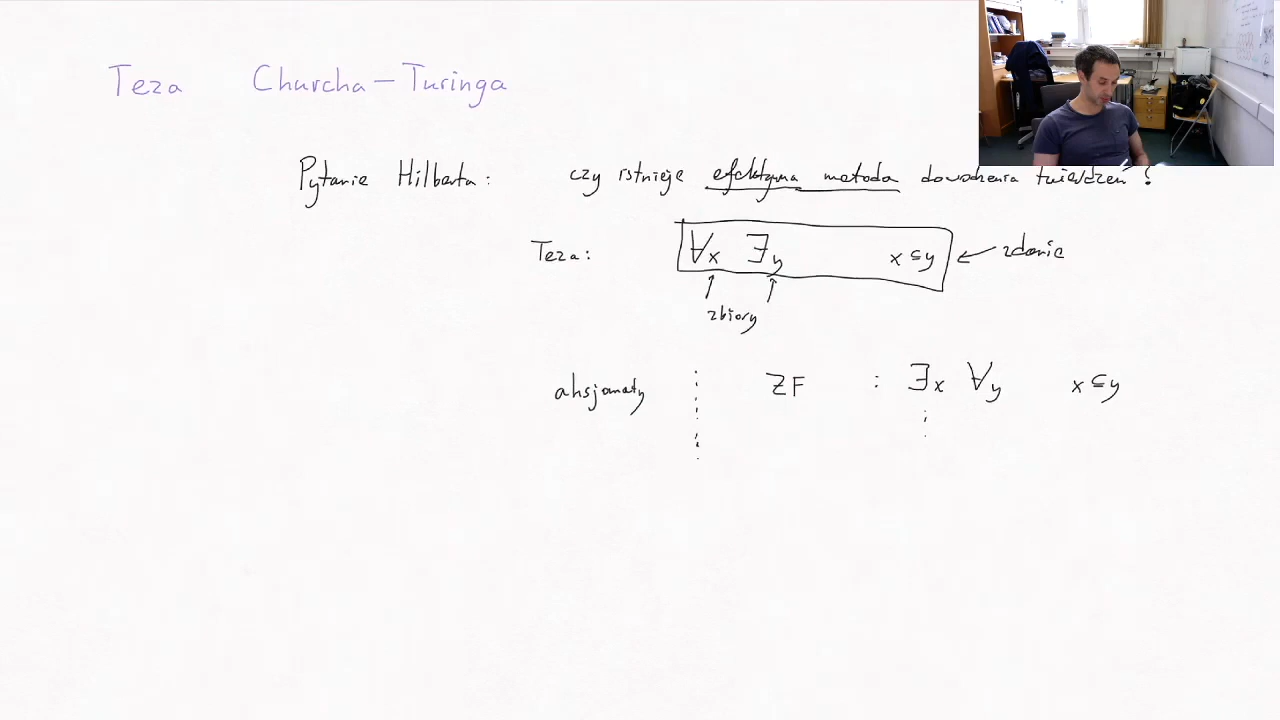 Teza Churcha – Turinga
Pytanie Hilberta: czy istnieje efektywna metoda dowodzenia twierdzeń?
Teza: ∀x ∃y x ⊆ y ← zdanie
zbiory
aksjomaty ZF : ∃x ∀y x ⊆ y